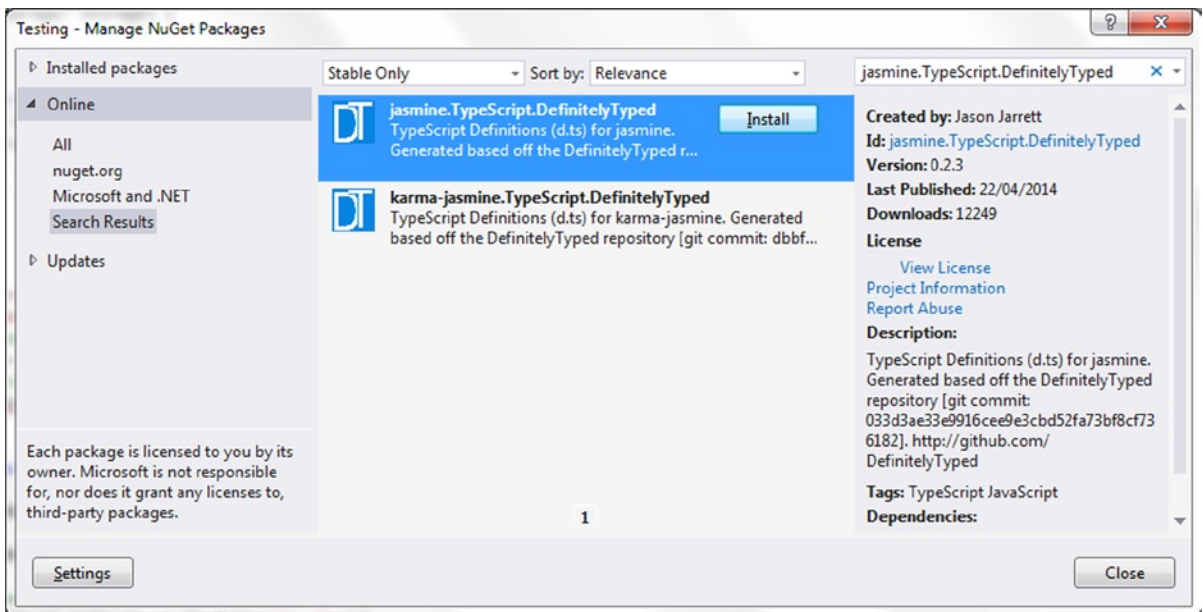 Testing - Manage NuGet Packages
Installed packages
Online
All
nuget.org
Microsoft and .NET
Search Results
Updates
Each package is licensed to you by its
owner. Microsoft is not responsible
for, nor does it grant any licenses to,
third-party packages.
Settings
Stable Only
Sort by: Relevance
jasmine.TypeScript.DefinitelyTyped
TypeScript Definitions (d.ts) for jasmine.
Generated based off the DefinitelyTyped r...
Install
DT
karma-jasmine.TypeScript.DefinitelyTyped
TypeScript Definitions (d.ts) for karma-jasmine. Generated
based off the DefinitelyTyped repository [git commit: dbbf...
DT
1
jasmine.TypeScript.DefinitelyTyped
Created by: Jason Jarrett
Id: jasmine.TypeScript.DefinitelyTyped
Version: 0.2.3
Last Published: 22/04/2014
Downloads: 12249
License
View License
Project Information
Report Abuse
Description:
TypeScript Definitions (d.ts) for jasmine.
Generated based off the DefinitelyTyped
repository [git commit:
033d3ae33e9916cee9e3cbd52fa73bf8cf73
6182]. http://github.com/
DefinitelyTyped
Tags: TypeScript JavaScript
Dependencies:
Close